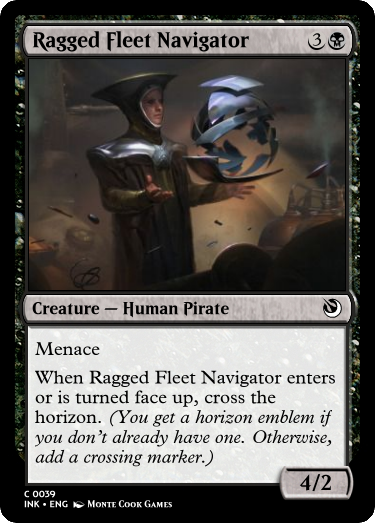 Ragged Fleet Navigator 3
Creature — Human Pirate
Menace
When Ragged Fleet Navigator enters
or is turned face up, cross the
horizon. (You get a horizon emblem if
you don't already have one. Otherwise,
add a crossing marker.)
4/2
C 0039
INK • ENG Monte Cook Games